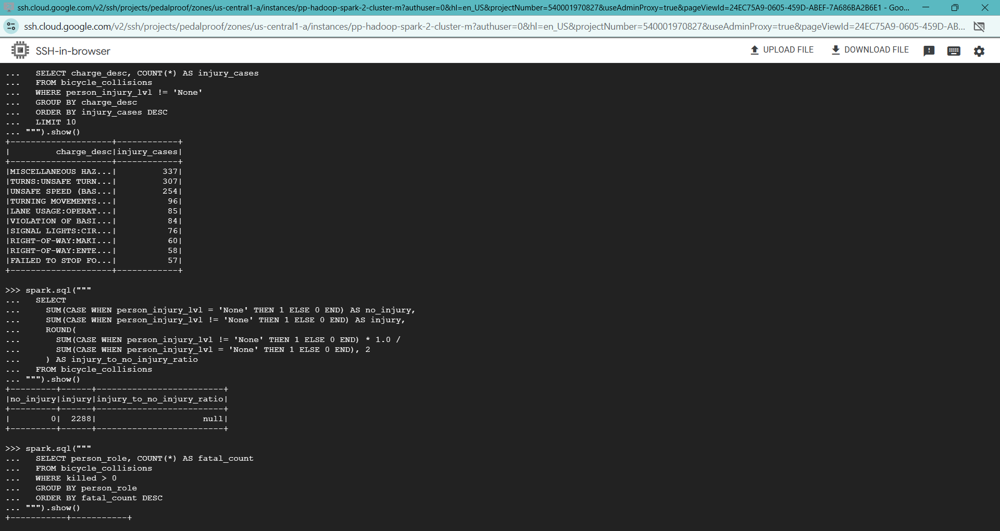 ssh.cloud.google.com/v2/ssh/projects/pedalproof/zones/us-central1-a/instances/pp-hadoop-spark-2-cluster-m?authuser=0&hl=en_US&projectNumber=540001970827&useAdminProxy=true&pageViewId=24EC75A9-0605-459D-ABEF-7A686BA2B6E1 - Goo...
ssh.cloud.google.com/v2/ssh/projects/pedalproof/zones/us-central1-a/instances/pp-hadoop-spark-2-cluster-m?authuser=0&hl=en_US&projectNumber=540001970827&useAdminProxy=true&pageViewId=24EC75A9-0605-459D-AB...
SSH-in-browser
UPLOAD FILE
DOWNLOAD FILE
...   SELECT charge_desc, COUNT(*) AS injury_cases
...   FROM bicycle_collisions
...   WHERE person_injury_lvl != 'None'
...   GROUP BY charge_desc
...   ORDER BY injury_cases DESC
...   LIMIT 10
... """).show()
+--------------------+------------+
|         charge_desc|injury_cases|
+--------------------+------------+
|MISCELLANEOUS HAZ...|         337|
|TURNS:UNSAFE TURN...|         307|
|UNSAFE SPEED (BAS...|         254|
|TURNING MOVEMENTS...|          96|
|LANE USAGE:OPERAT...|          85|
|VIOLATION OF BASI...|          84|
|SIGNAL LIGHTS:CIR...|          76|
|RIGHT-OF-WAY:MAKI...|          60|
|RIGHT-OF-WAY:ENTE...|          58|
|FAILED TO STOP FO...|          57|
+--------------------+------------+
>>> spark.sql("""
...   SELECT
...     SUM(CASE WHEN person_injury_lvl = 'None' THEN 1 ELSE 0 END) AS no_injury,
...     SUM(CASE WHEN person_injury_lvl != 'None' THEN 1 ELSE 0 END) AS injury,
...     ROUND(
...       SUM(CASE WHEN person_injury_lvl != 'None' THEN 1 ELSE 0 END) * 1.0 /
...       SUM(CASE WHEN person_injury_lvl = 'None' THEN 1 ELSE 0 END), 2
...     ) AS injury_to_no_injury_ratio
...   FROM bicycle_collisions
... """).show()
+---------+------+-------------------------+
|no_injury|injury|injury_to_no_injury_ratio|
+---------+------+-------------------------+
|        0|  2288|                     null|
+---------+------+-------------------------+
>>> spark.sql("""
...   SELECT person_role, COUNT(*) AS fatal_count
...   FROM bicycle_collisions
...   WHERE killed > 0
...   GROUP BY person_role
...   ORDER BY fatal_count DESC
... """).show()
+-----------+-----------+